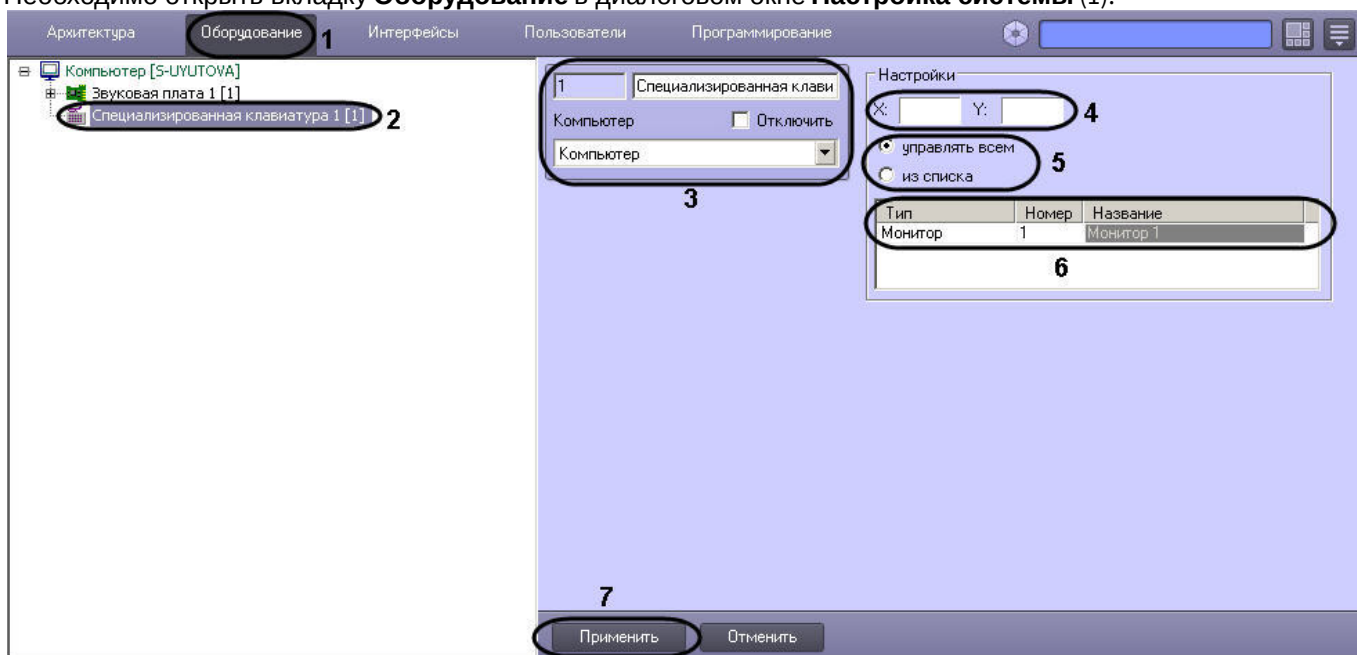 Необходимо открыть вкладку Оборудование в диалоговом окне Настройка системы (1).
Архитектура Оборудование 1 Интерфейсы Пользователи Программирование
Компьютер [S-UYUTOVA]
Звуковая плата 1 [1]
Специализированная клавиатура 1 [1] 2
1 Специализированная клави
Компьютер Отключить
Компьютер
3
Настройки
X: Y: 4
управлять всем
5
из списка
Тип Номер Название
Монитор 1 Монитор 1
6
7
Применить Отменить